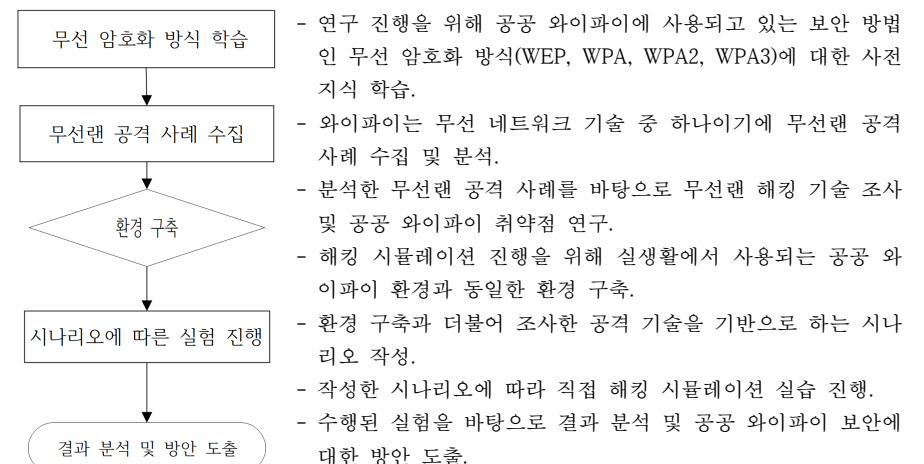 무선 암호화 방식 학습
무선랜 공격 사례 수집
환경 구축
시나리오에 따른 실험 진행
결과 분석 및 방안 도출
- 연구 진행을 위해 공공 와이파이에 사용되고 있는 보안 방법
인 무선 암호화 방식(WEP, WPA, WPA2, WPA3)에 대한 사전
지식 학습.
- 와이파이는 무선 네트워크 기술 중 하나이기에 무선랜 공격
사례 수집 및 분석.
- 분석한 무선랜 공격 사례를 바탕으로 무선랜 해킹 기술 조사
및 공공 와이파이 취약점 연구.
- 해킹 시뮬레이션 진행을 위해 실생활에서 사용되는 공공 와
이파이 환경과 동일한 환경 구축.
- 환경 구축과 더불어 조사한 공격 기술을 기반으로 하는 시나
리오 작성.
- 작성한 시나리오에 따라 직접 해킹 시뮬레이션 실습 진행.
- 수행된 실험을 바탕으로 결과 분석 및 공공 와이파이 보안에
대한 방안 도출.